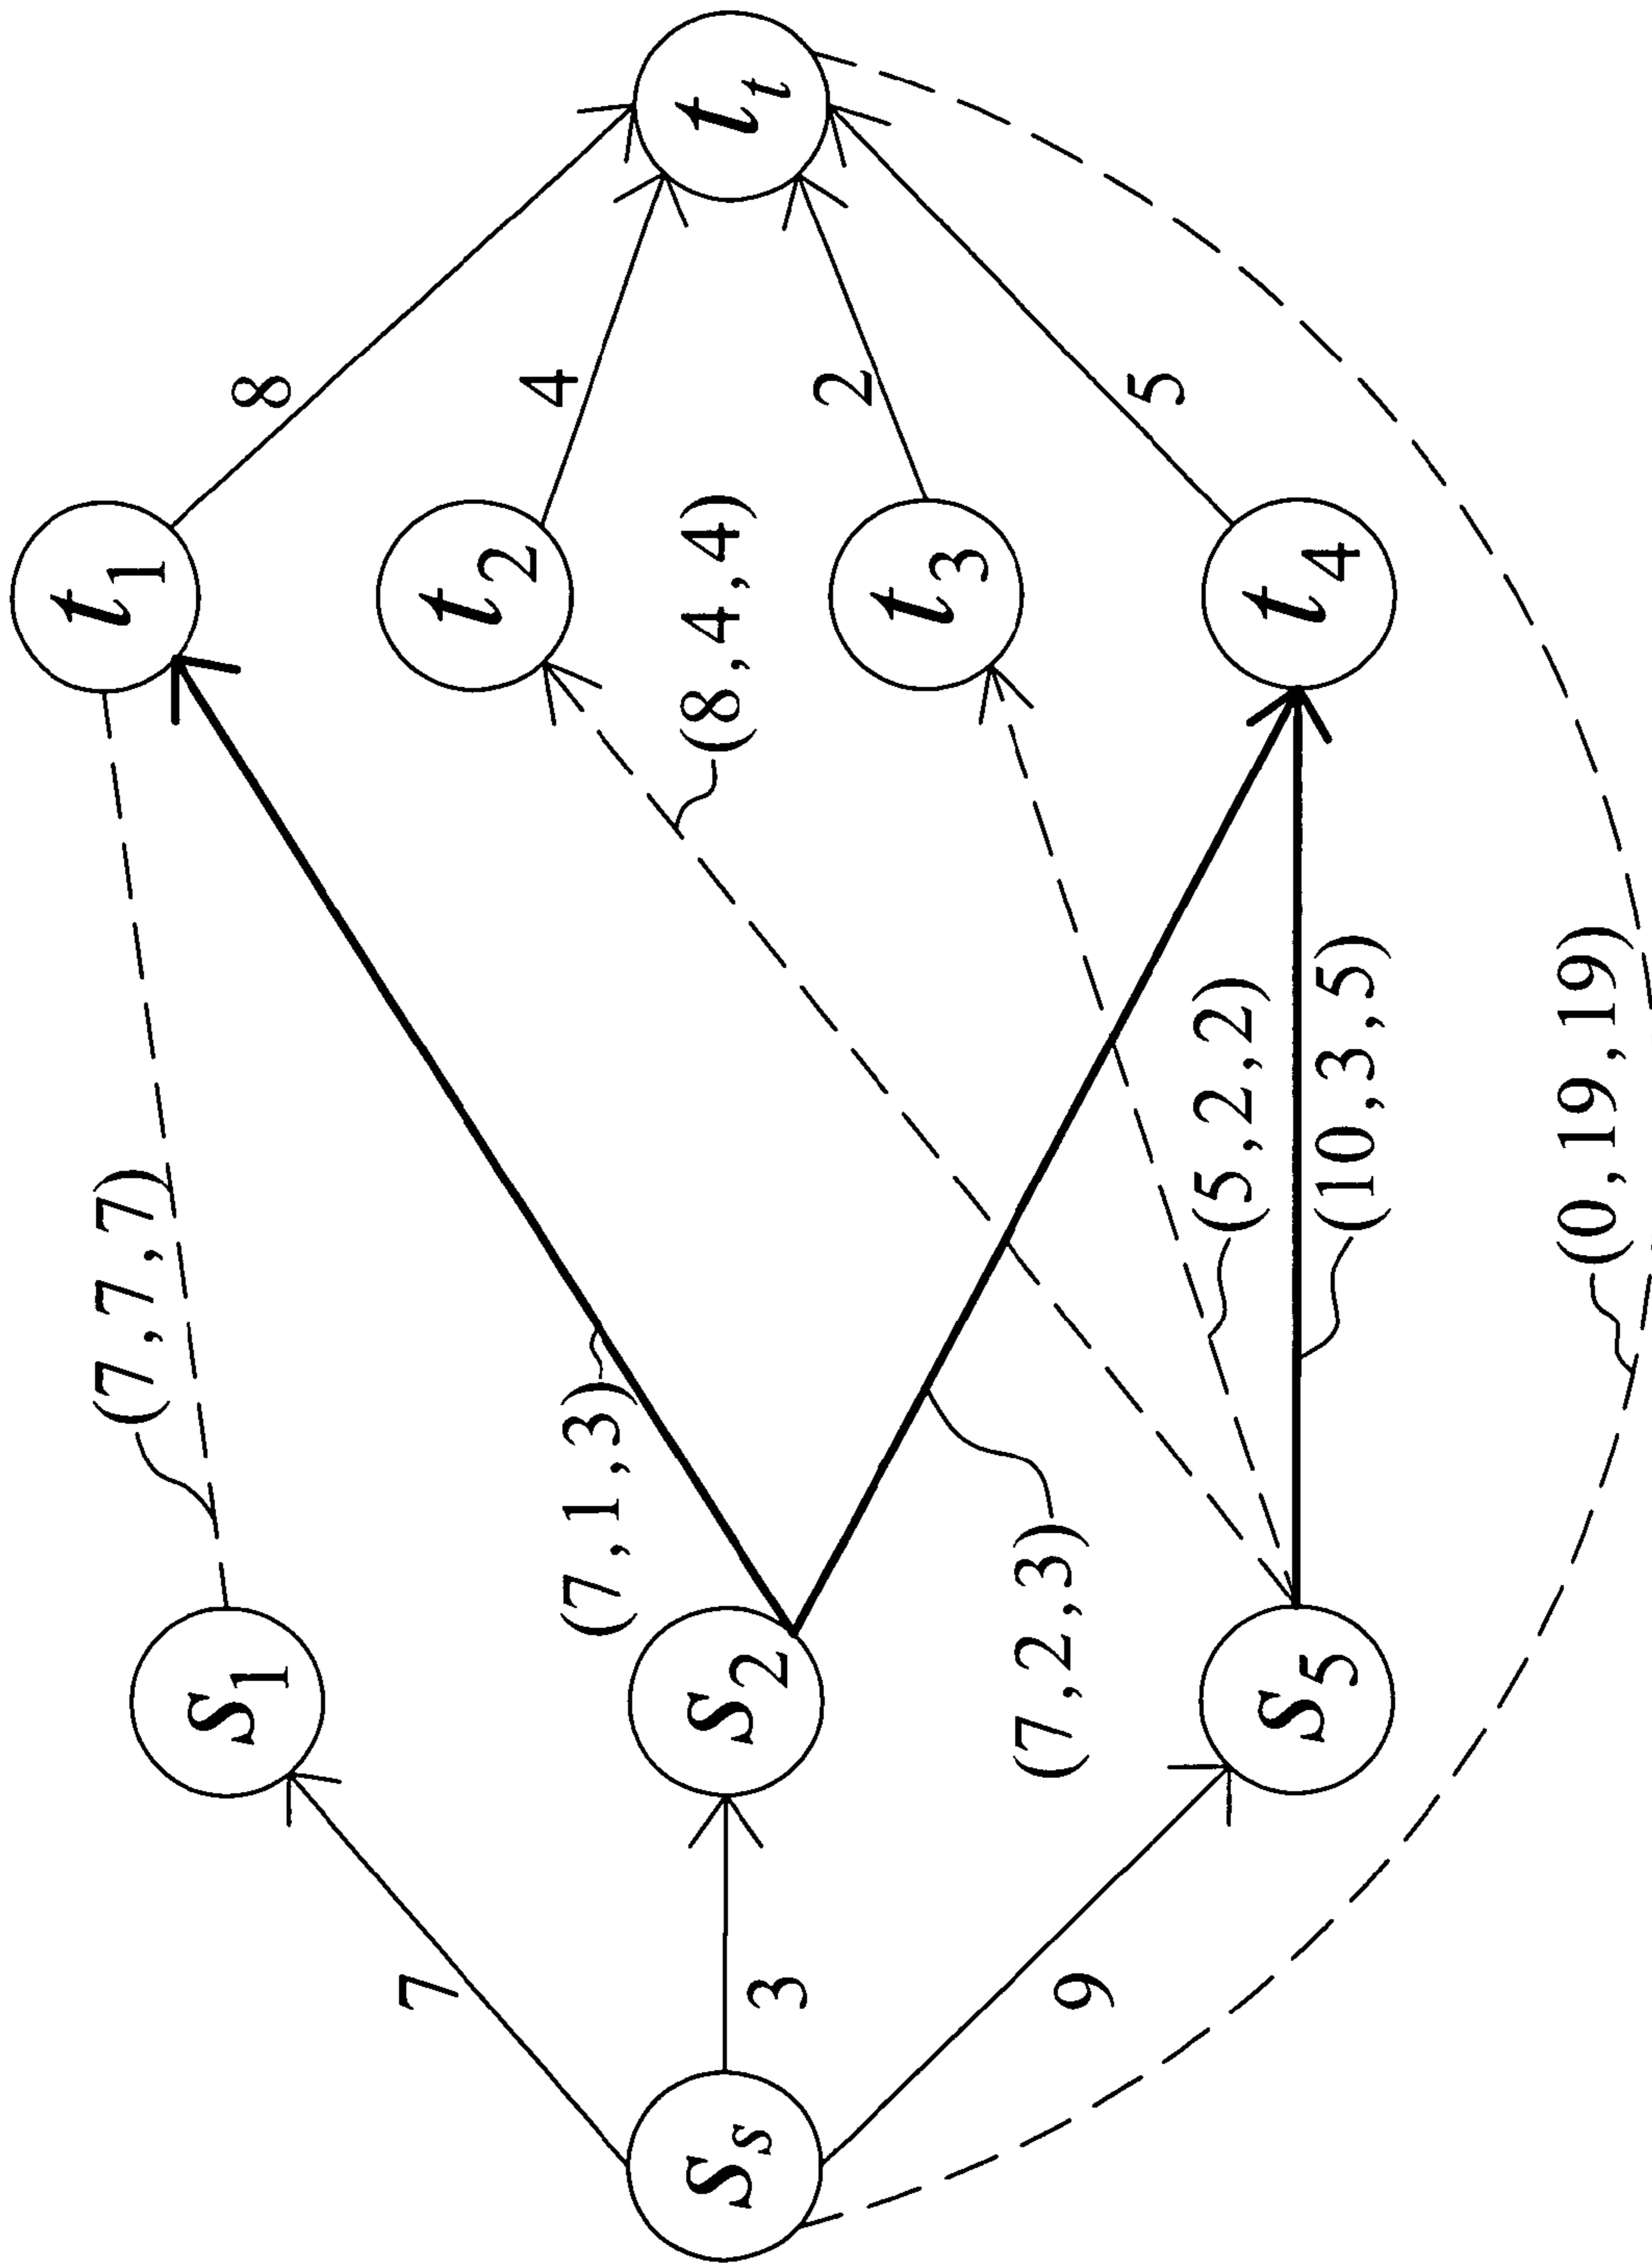 t1
8
(7,7,7)
s1
7
t2
4
(8,4,4)
(7,1,3)
tt
s2
3
ss
t3
2
(7,2,3)
(5,2,2)
t4
5
(10,3,5)
s5
9
(0,19,19)